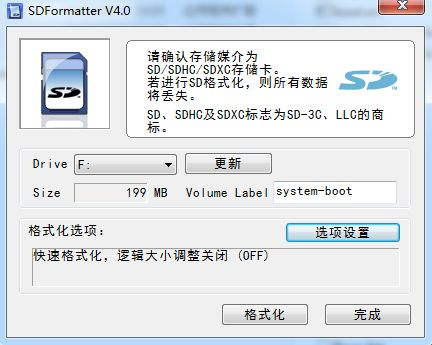 SDFormatter V4.0
请确认存储媒介为
SD/SDHC/SDXC存储卡。
若进行SD格式化，则所有数据
将丢失。
SD、SDHC及SDXC标志为SD-3C、LLC的商
标。
Drive F: 更新
Size 199 MB Volume Label system-boot
格式化选项： 选项设置
快速格式化，逻辑大小调整关闭 (OFF)
格式化 完成